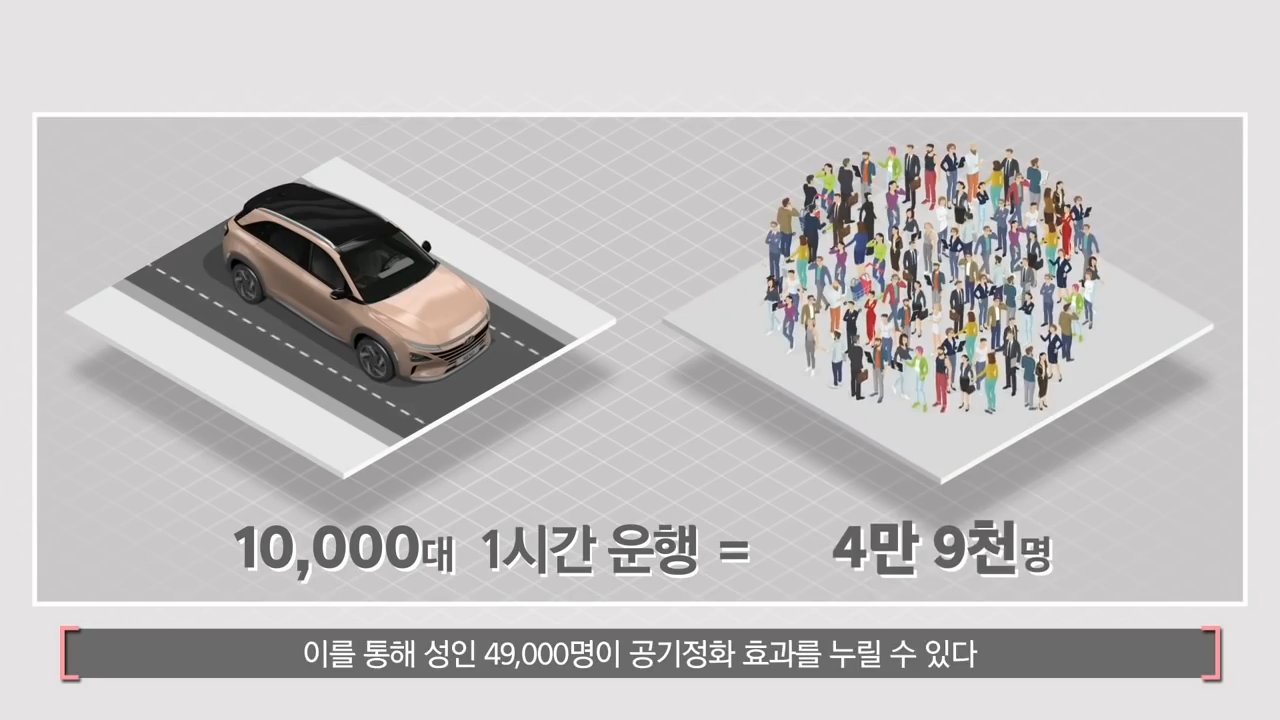 10,000대 1시간 운행 = 4만 9천명
이를 통해 성인 49,000명이 공기정화 효과를 누릴 수 있다